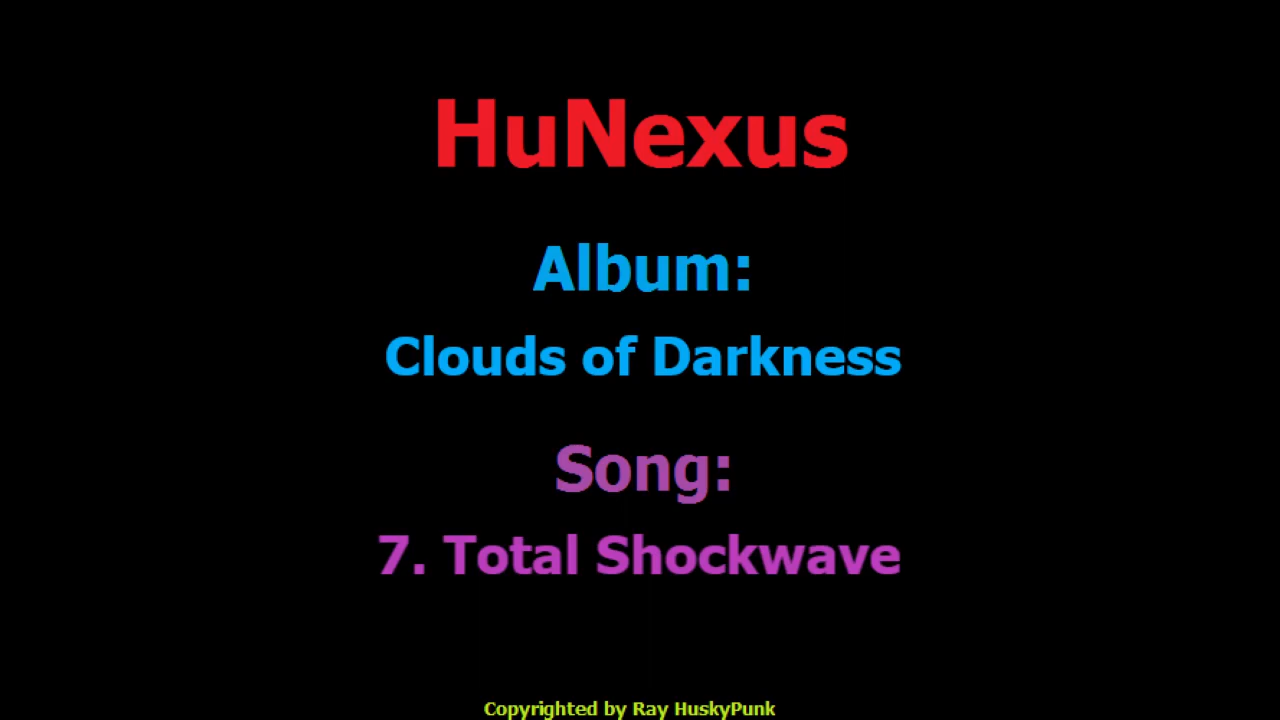 HuNexus
Album:
Clouds of Darkness
Song:
7. Total Shockwave
Copyrighted by Ray HuskyPunk